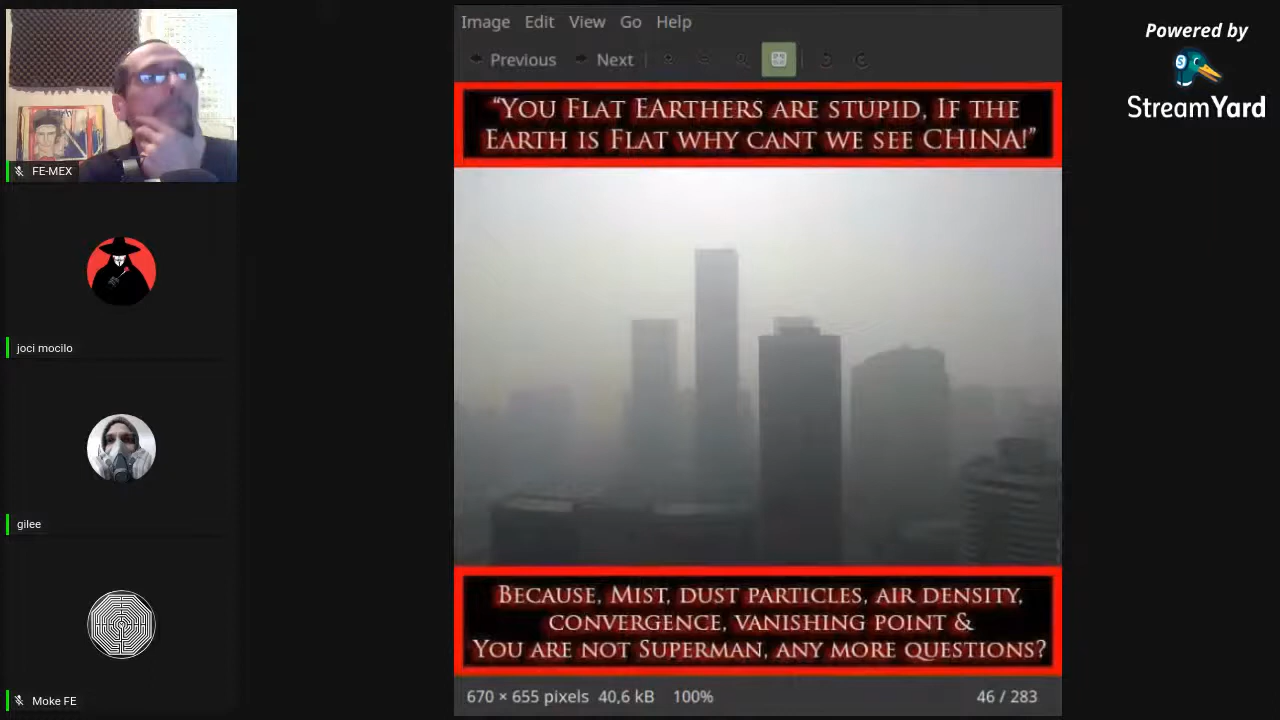 Image Edit View Go Help
Previous Next
Powered by
StreamYard
"YOU FLAT EARTHERS ARE STUPID, IF THE
EARTH IS FLAT WHY CANT WE SEE CHINA!"
FE-MEX
joci mocilo
gilee
Moke FE
BECAUSE, MIST, DUST PARTICLES, AIR DENSITY,
CONVERGENCE, VANISHING POINT &
YOU ARE NOT SUPERMAN, ANY MORE QUESTIONS?
670 × 655 pixels 40,6 kB 100% 46 / 283